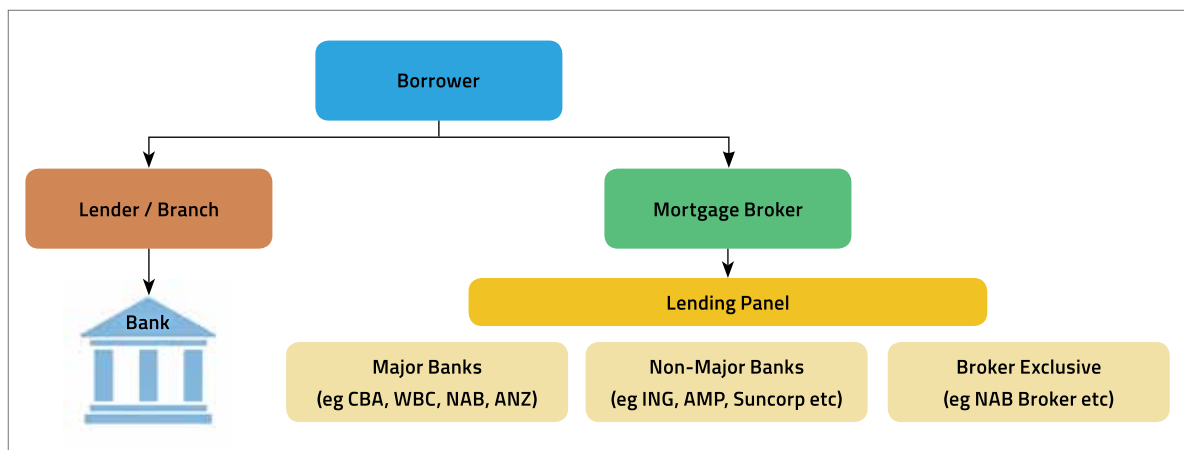 Borrower
Lender / Branch
Mortgage Broker
Bank
Lending Panel
Major Banks
(eg CBA, WBC, NAB, ANZ)
Non-Major Banks
(eg ING, AMP, Suncorp etc)
Broker Exclusive
(eg NAB Broker etc)